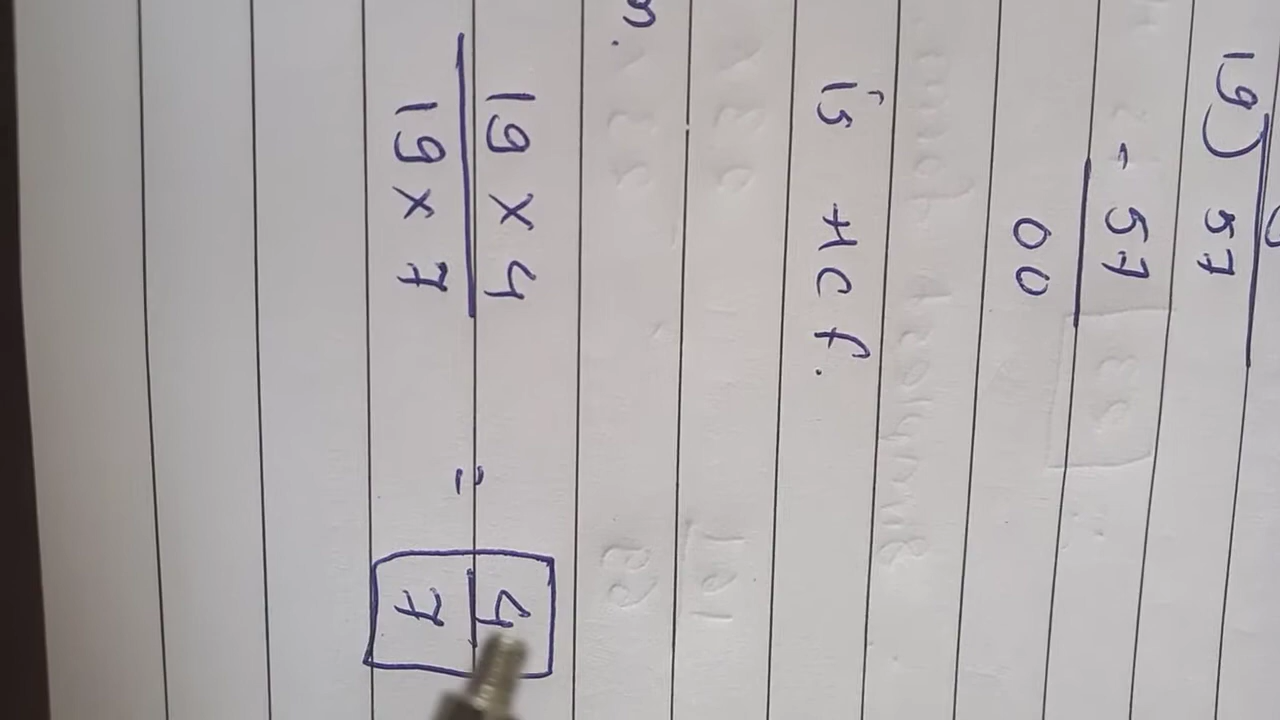 19) 57
- 57
00
is HCf.
n.
19 × 4
19 × 7
=
4
7